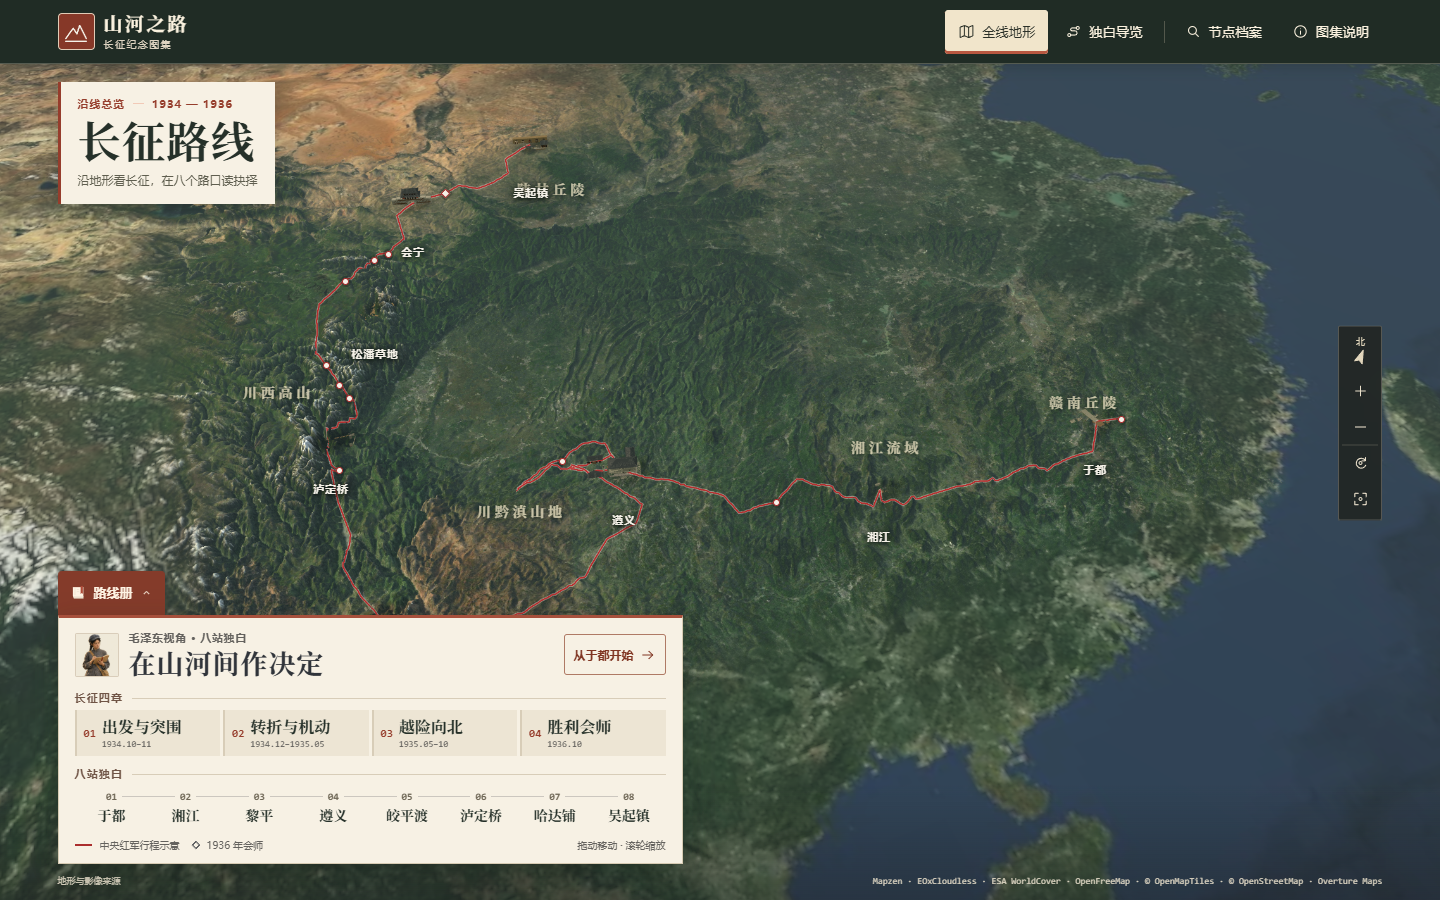 山河之路
长征纪念图集
全线地形
独白导览
节点档案
图集说明
沿线总览 — 1934 — 1936
长征路线
沿地形看长征，在八个路口读抉择
吴起镇
丘陵
会宁
松潘草地
川西高山
泸定桥
川黔滇山地
遵义
湘江流域
湘江
赣南丘陵
于都
北
路线册
毛泽东视角 • 八站独白
在山河间作决定
从于都开始 →
长征四章
01 出发与突围
1934.10–11
02 转折与机动
1934.12–1935.05
03 越险向北
1935.05–10
04 胜利会师
1936.10
八站独白
01 02 03 04 05 06 07 08
于都 湘江 黎平 遵义 皎平渡 泸定桥 哈达铺 吴起镇
中央红军行程示意 1936 年会师
拖动移动 · 滚轮缩放
地形与影像来源
Mapzen · EOxCloudless · ESA WorldCover · OpenFreeMap · © OpenMapTiles · © OpenStreetMap · Overture Maps